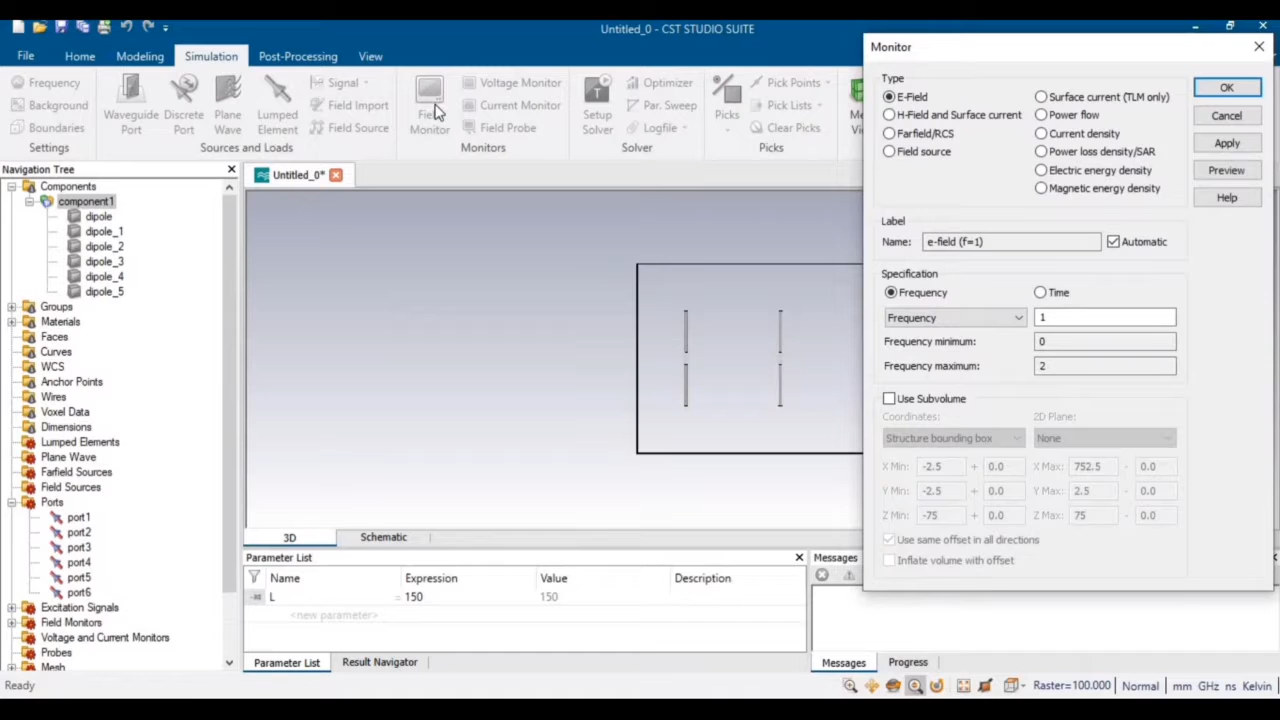 Untitled_0 - CST STUDIO SUITE
File Home Modeling Simulation Post-Processing View
Frequency
Background
Boundaries
Settings
Waveguide Port
Discrete Port
Plane Wave
Lumped Element
Signal
Field Import
Field Source
Sources and Loads
Field Monitor
Voltage Monitor
Current Monitor
Field Probe
Monitors
Setup Solver
Optimizer
Par. Sweep
Logfile
Solver
Picks
Pick Points
Pick Lists
Clear Picks
Picks
Navigation Tree
Components
component1
dipole
dipole_1
dipole_2
dipole_3
dipole_4
dipole_5
Groups
Materials
Faces
Curves
WCS
Anchor Points
Wires
Voxel Data
Dimensions
Lumped Elements
Plane Wave
Farfield Sources
Field Sources
Ports
port1
port2
port3
port4
port5
port6
Excitation Signals
Field Monitors
Voltage and Current Monitors
Probes
Mesh
Untitled_0*
3D Schematic
Parameter List
Name Expression Value Description
L = 150 150
<new parameter>
Parameter List Result Navigator
Messages
Messages Progress
Monitor
Type
E-Field
H-Field and Surface current
Farfield/RCS
Field source
Surface current (TLM only)
Power flow
Current density
Power loss density/SAR
Electric energy density
Magnetic energy density
OK
Cancel
Apply
Preview
Help
Label
Name: e-field (f=1) Automatic
Specification
Frequency Time
Frequency 1
Frequency minimum: 0
Frequency maximum: 2
Use Subvolume
Coordinates: 2D Plane:
Structure bounding box None
X Min: -2.5 + 0.0 X Max: 752.5 - 0.0
Y Min: -2.5 + 0.0 Y Max: 2.5 - 0.0
Z Min: -75 + 0.0 Z Max: 75 - 0.0
Use same offset in all directions
Inflate volume with offset
Ready
Raster=100.000 Normal mm GHz ns Kelvin